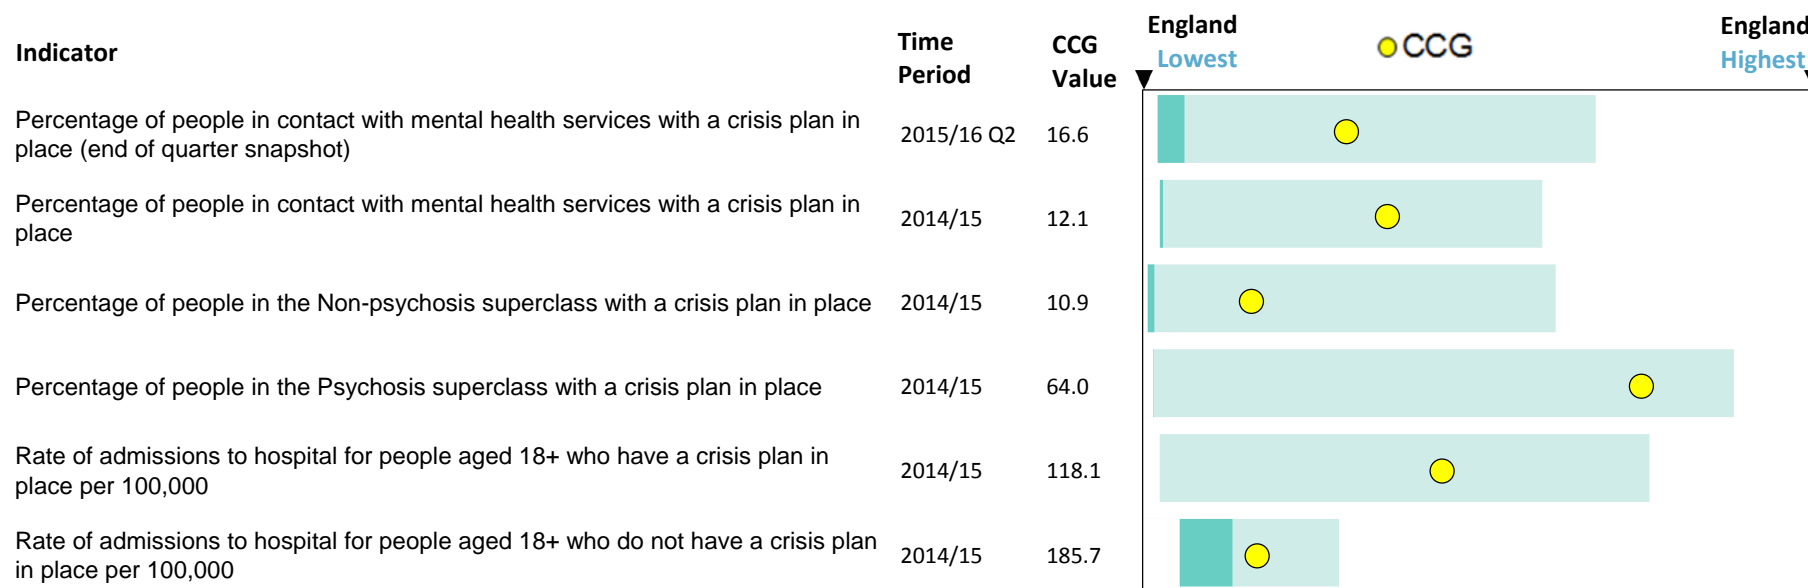 Indicator
Time Period
CCG Value
England Lowest
CCG
England Highest
Percentage of people in contact with mental health services with a crisis plan in
place (end of quarter snapshot)
2015/16 Q2
16.6
Percentage of people in contact with mental health services with a crisis plan in
place
2014/15
12.1
Percentage of people in the Non-psychosis superclass with a crisis plan in place
2014/15
10.9
Percentage of people in the Psychosis superclass with a crisis plan in place
2014/15
64.0
Rate of admissions to hospital for people aged 18+ who have a crisis plan in
place per 100,000
2014/15
118.1
Rate of admissions to hospital for people aged 18+ who do not have a crisis plan
in place per 100,000
2014/15
185.7